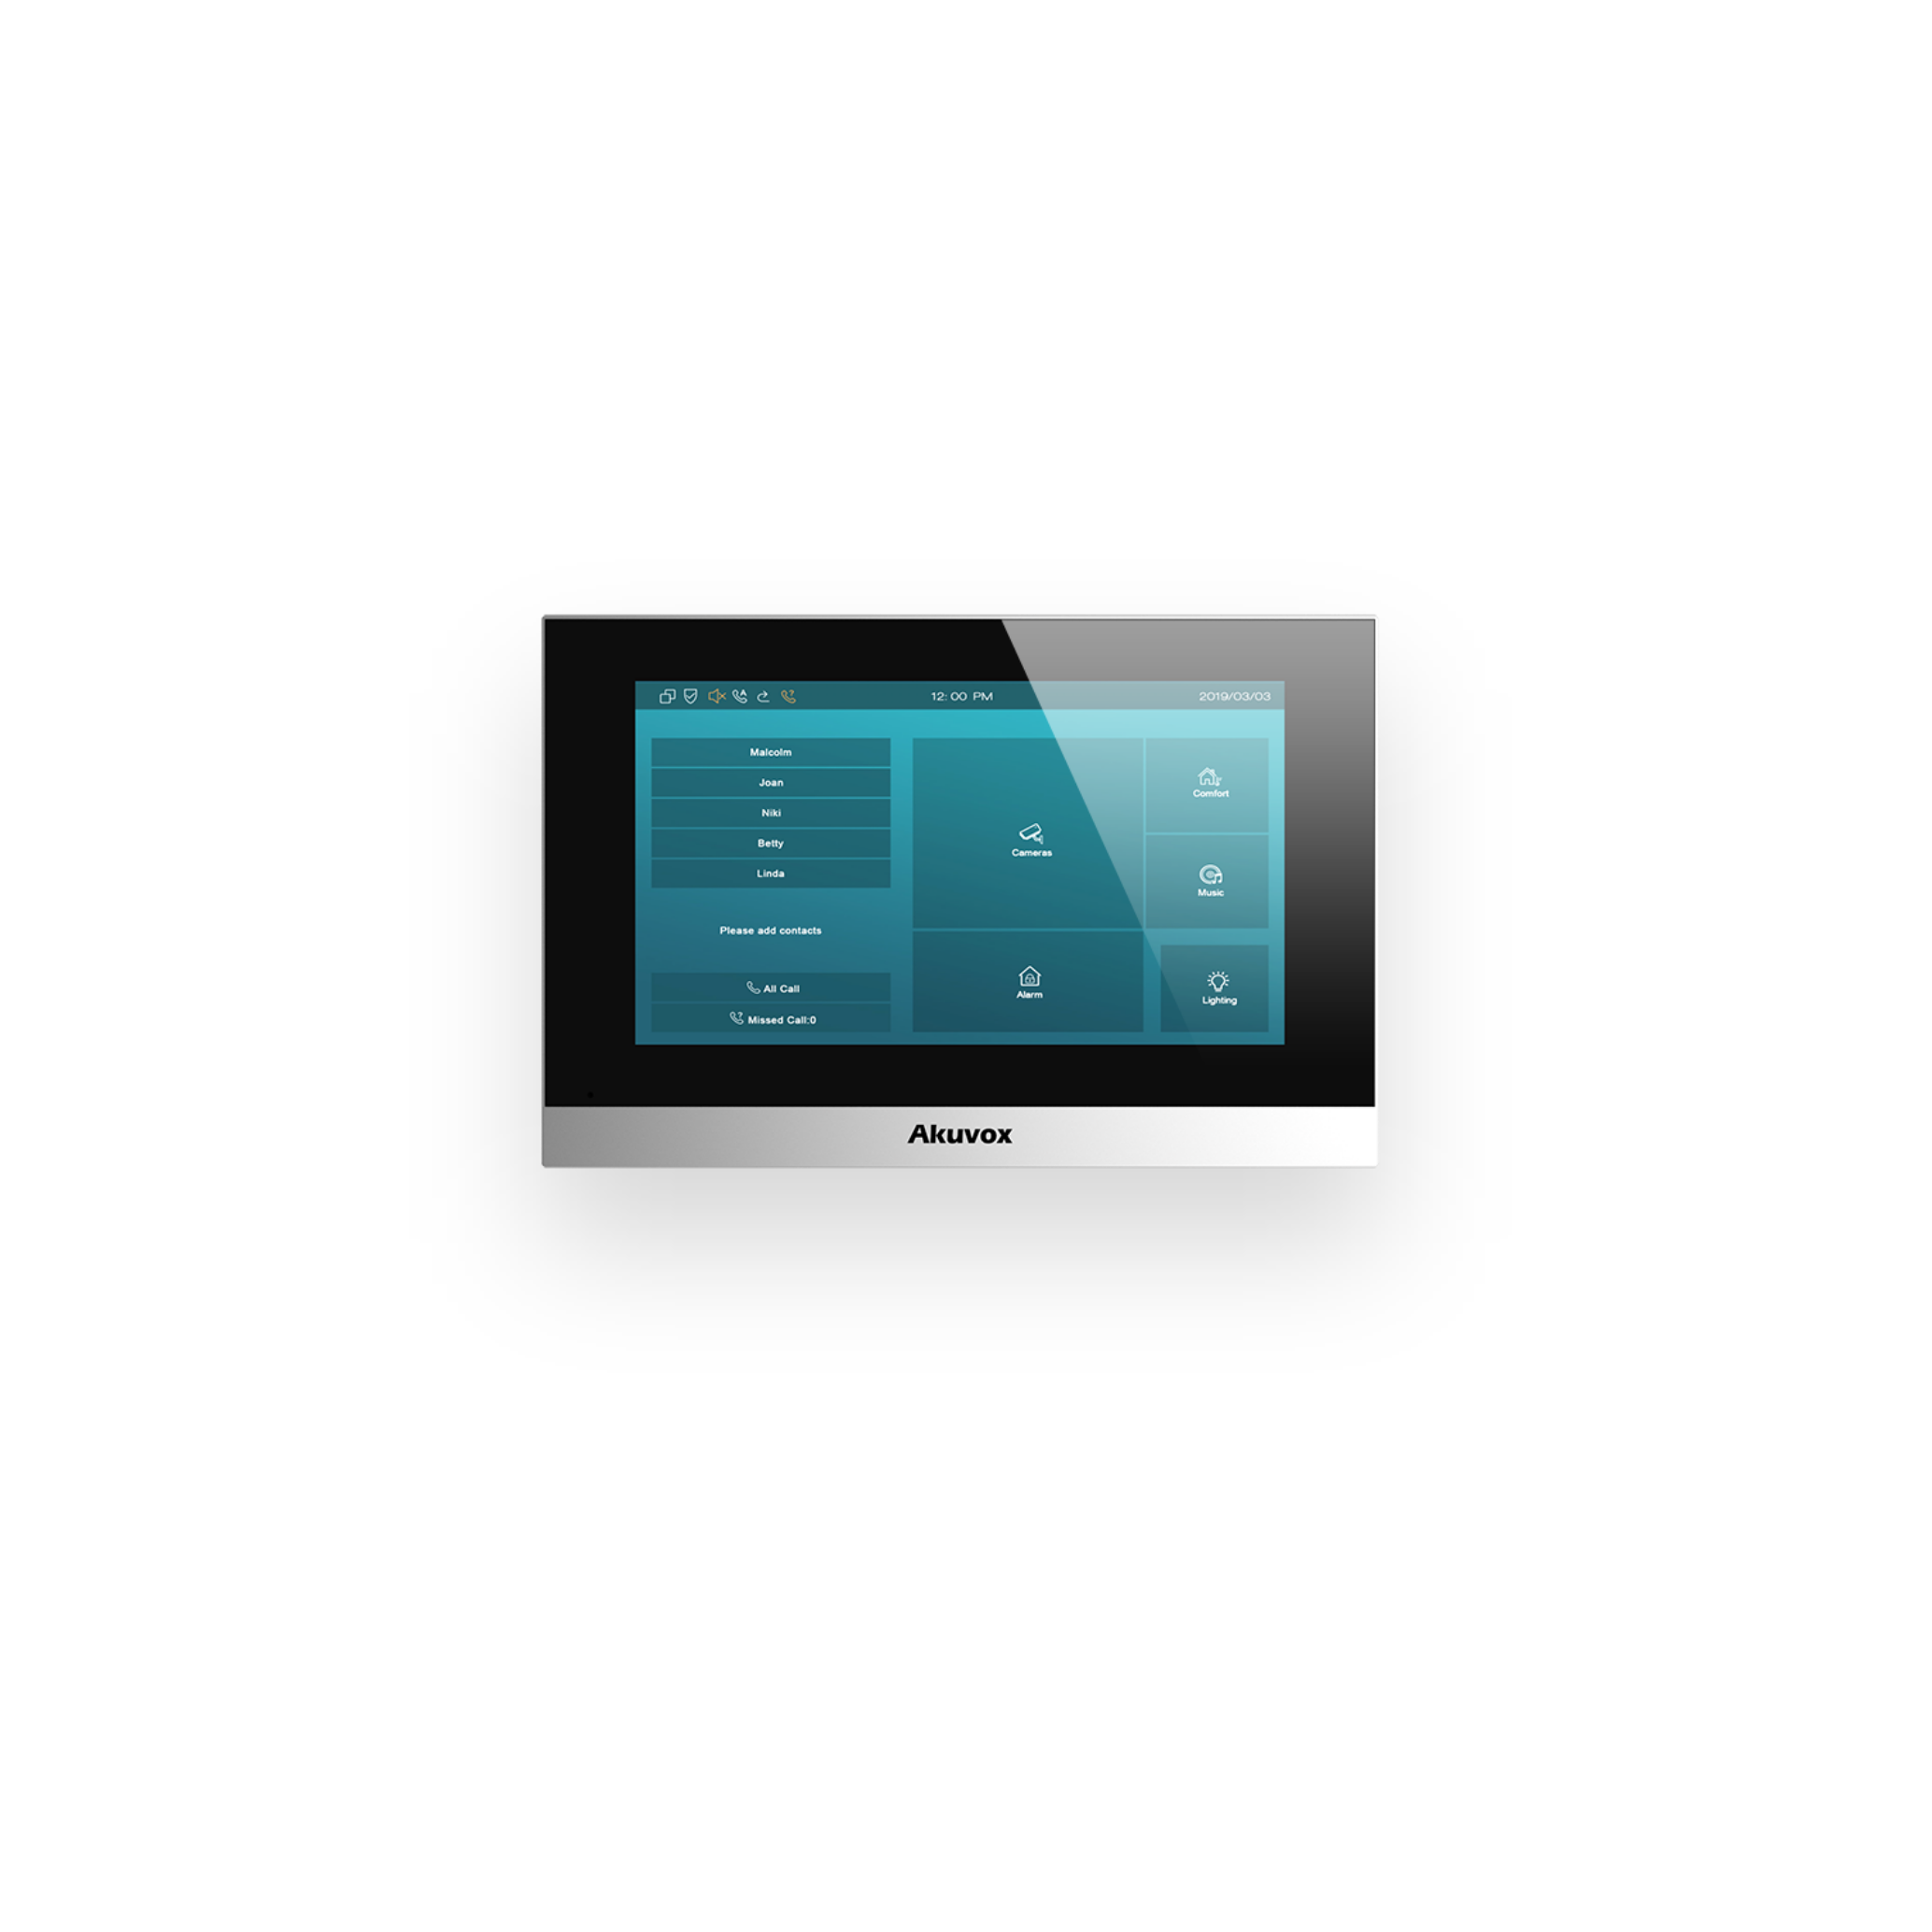 12: 00 PM
2019/03/03
Malcolm
Joan
Niki
Betty
Linda
Please add contacts
All Call
Missed Call:0
Cameras
Alarm
Comfort
Music
Lighting
Akuvox